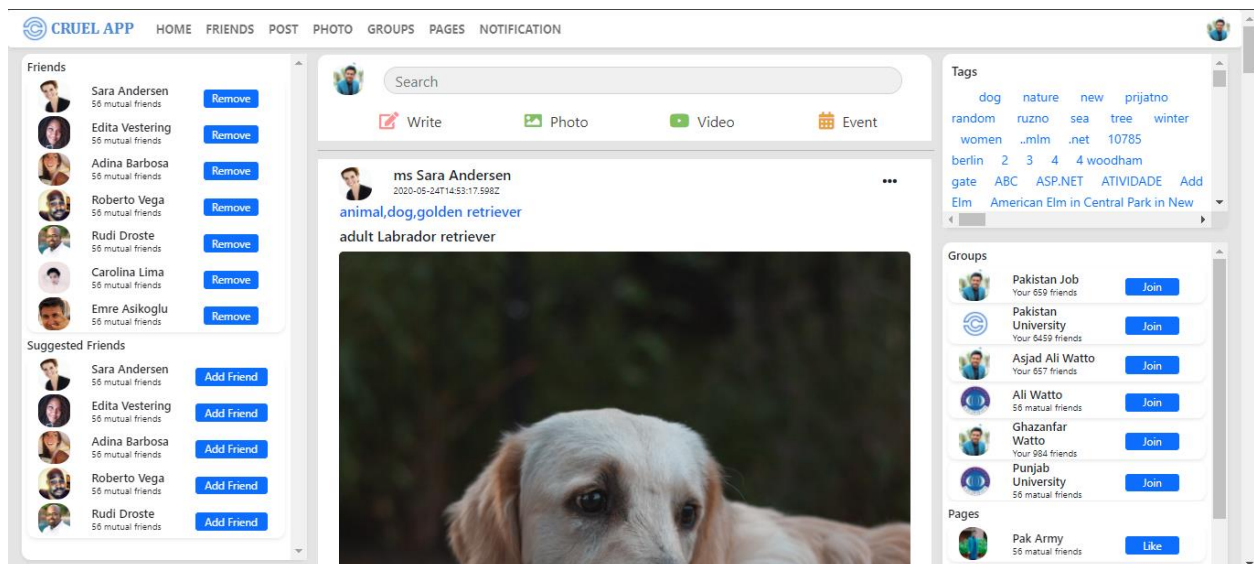 CRUEL APP HOME FRIENDS POST PHOTO GROUPS PAGES NOTIFICATION
Friends
Sara Andersen
56 mutual friends
Remove
Edita Vestering
56 mutual friends
Remove
Adina Barbosa
56 mutual friends
Remove
Roberto Vega
56 mutual friends
Remove
Rudi Droste
56 mutual friends
Remove
Carolina Lima
56 mutual friends
Remove
Emre Asikoglu
56 mutual friends
Remove
Suggested Friends
Sara Andersen
56 mutual friends
Add Friend
Edita Vestering
56 mutual friends
Add Friend
Adina Barbosa
56 mutual friends
Add Friend
Roberto Vega
56 mutual friends
Add Friend
Rudi Droste
56 mutual friends
Add Friend
Search
Write Photo Video Event
ms Sara Andersen
2020-05-24T14:53:17.598Z
animal,dog,golden retriever
adult Labrador retriever
Tags
dog nature new prijatno
random ruzno sea tree winter
women ..mlm .net 10785
berlin 2 3 4 4 woodham
gate ABC ASP.NET ATIVIDADE Add
Elm American Elm in Central Park in New
Groups
Pakistan Job
Your 659 friends
Join
Pakistan
University
Your 6459 friends
Join
Asjad Ali Watto
Your 657 friends
Join
Ali Watto
56 matual friends
Join
Ghazanfar
Watto
Your 984 friends
Join
Punjab
University
56 matual friends
Join
Pages
Pak Army
56 matual friends
Like